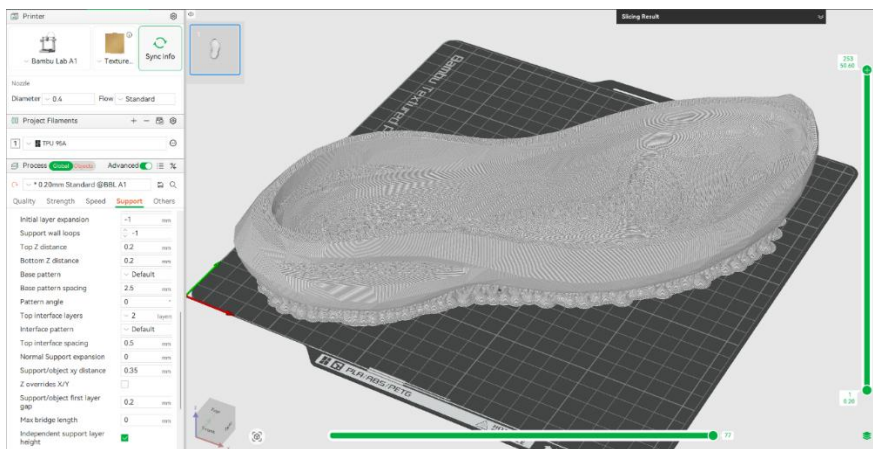 Printer
Bambu Lab A1
Texture..
Sync info
Nozzle
Diameter 0.4 Flow Standard
Project Filaments
1 TPU 95A
Process Global Objects Advanced
* 0.20mm Standard @BBL A1
Quality Strength Speed Support Others
Initial layer expansion -1 mm
Support wall loops -1
Top Z distance 0.2 mm
Bottom Z distance 0.2 mm
Base pattern Default
Base pattern spacing 2.5 mm
Pattern angle 0 °
Top interface layers 2 layers
Interface pattern Default
Top interface spacing 0.5 mm
Normal Support expansion 0 mm
Support/object xy distance 0.35 mm
Z overrides X/Y
Support/object first layer
gap 0.2 mm
Max bridge length 0 mm
Independent support layer
height
Slicing Result
Bambu Textured
PLA/ABS/PETG
253
50.60
1
0.20
77
Top
Front